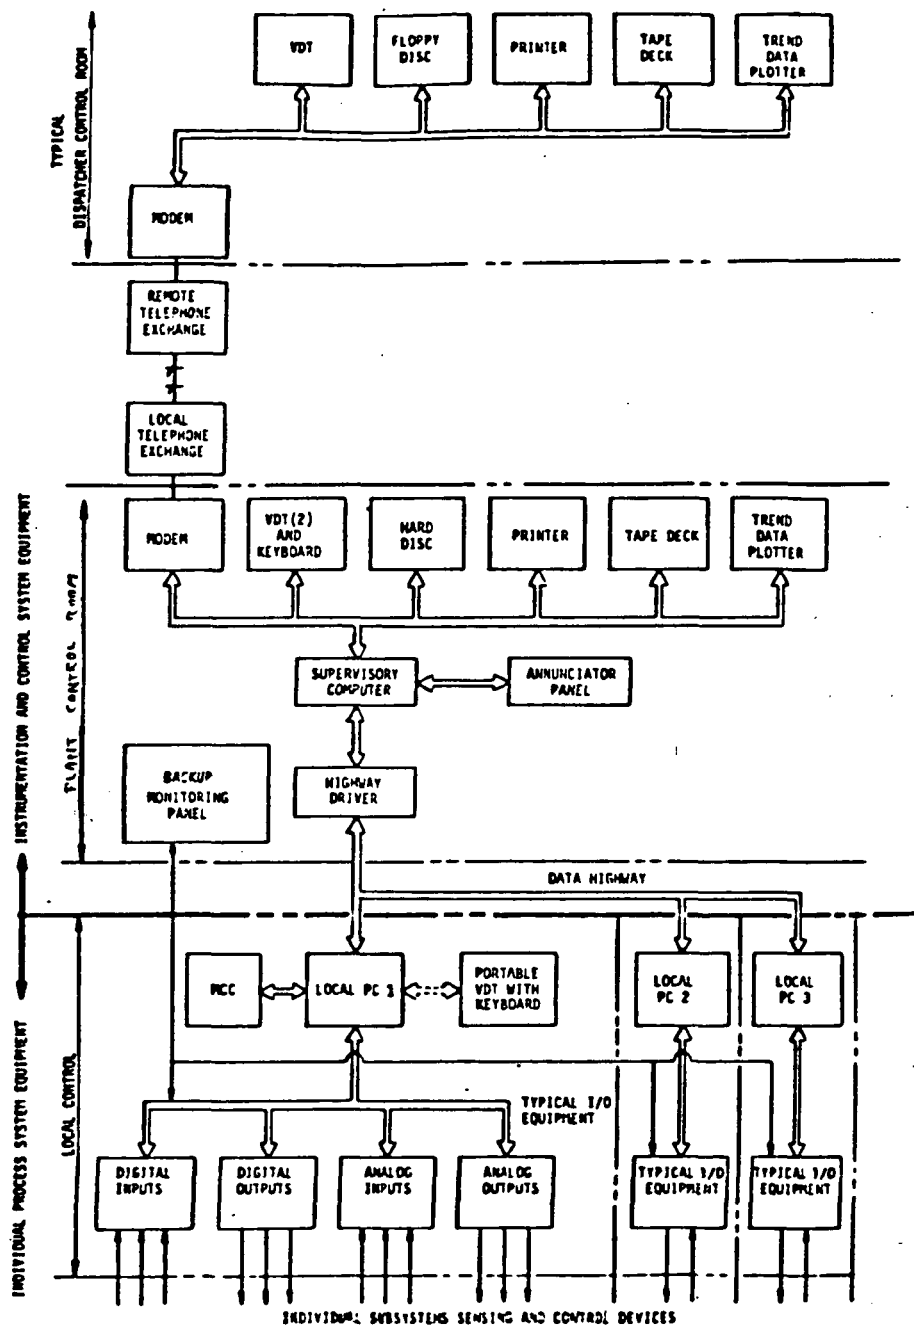 TYPICAL
DISPATCHER CONTROL ROOM
VDT
FLOPPY
DISC
PRINTER
TAPE
DECK
TREND
DATA
PLOTTER
MODEM
REMOTE
TELEPHONE
EXCHANGE
LOCAL
TELEPHONE
EXCHANGE
INSTRUMENTATION AND CONTROL SYSTEM EQUIPMENT
PLANT CONTROL ROOM
MODEM
VDT(2)
AND
KEYBOARD
HARD
DISC
PRINTER
TAPE DECK
TREND
DATA
PLOTTER
SUPERVISORY
COMPUTER
ANNUNCIATOR
PANEL
BACKUP
MONITORING
PANEL
HIGHWAY
DRIVER
DATA HIGHWAY
INDIVIDUAL PROCESS SYSTEM EQUIPMENT
LOCAL CONTROL
MCC
LOCAL PC 1
PORTABLE
VDT WITH
KEYBOARD
LOCAL
PC 2
LOCAL
PC 3
TYPICAL I/O
EQUIPMENT
DIGITAL
INPUTS
DIGITAL
OUTPUTS
ANALOG
INPUTS
ANALOG
OUTPUTS
TYPICAL I/O
EQUIPMENT
TYPICAL I/O
EQUIPMENT
INDIVIDUAL SUBSYSTEMS SENSING AND CONTROL DEVICES